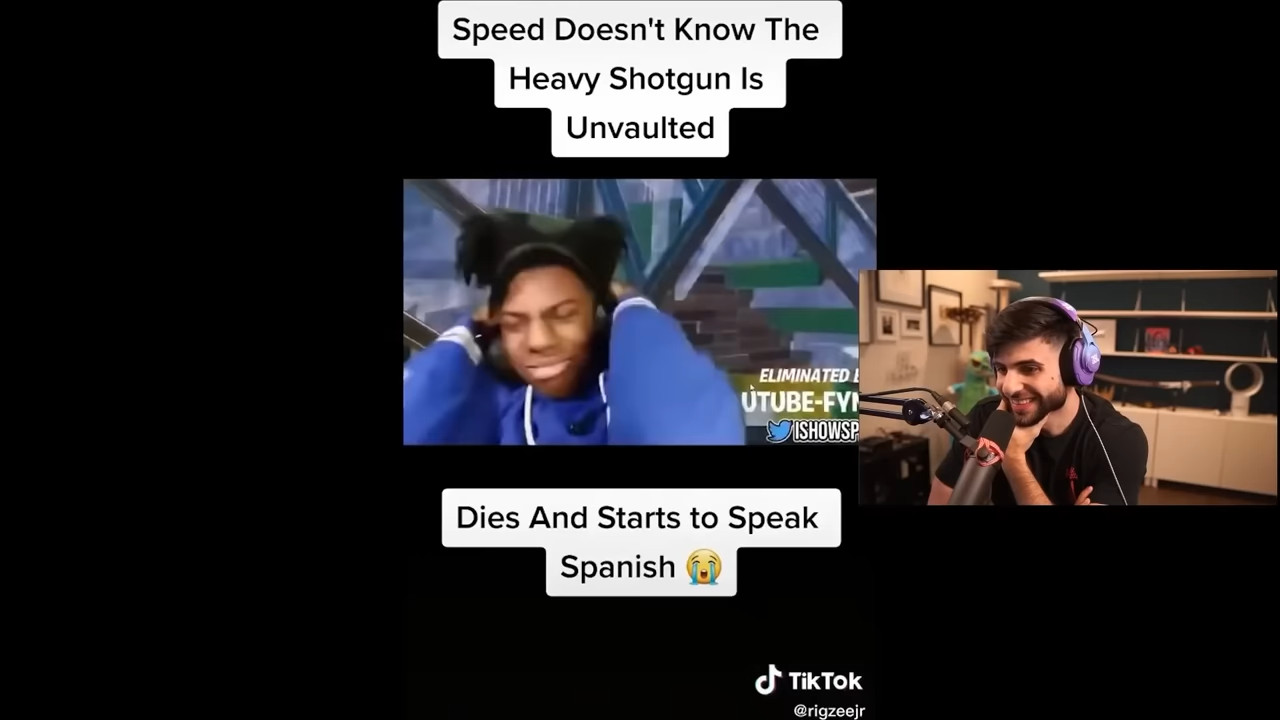 Speed Doesn't Know The
Heavy Shotgun Is
Unvaulted
ELIMINATED
UTUBE-FY
ISHOWSP
Dies And Starts to Speak
Spanish 😭
TikTok
@rigzeejr